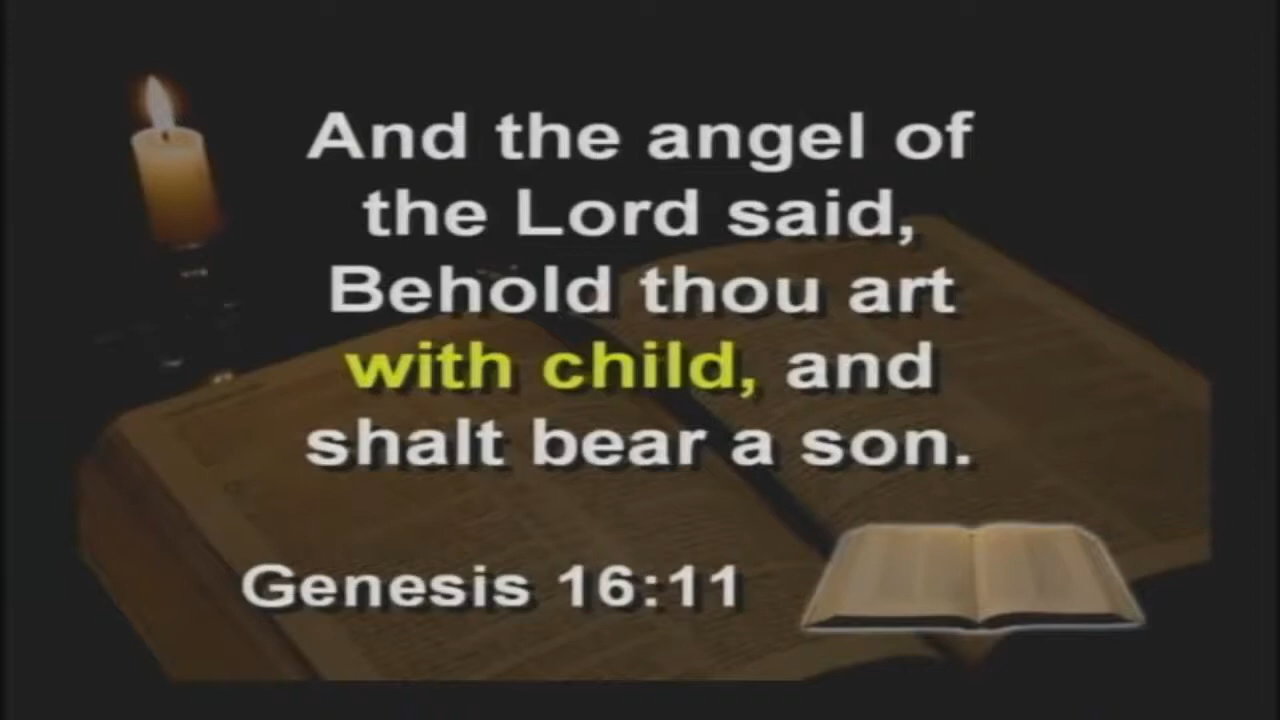 And the angel of
the Lord said,
Behold thou art
with child, and
shalt bear a son.
Genesis 16:11